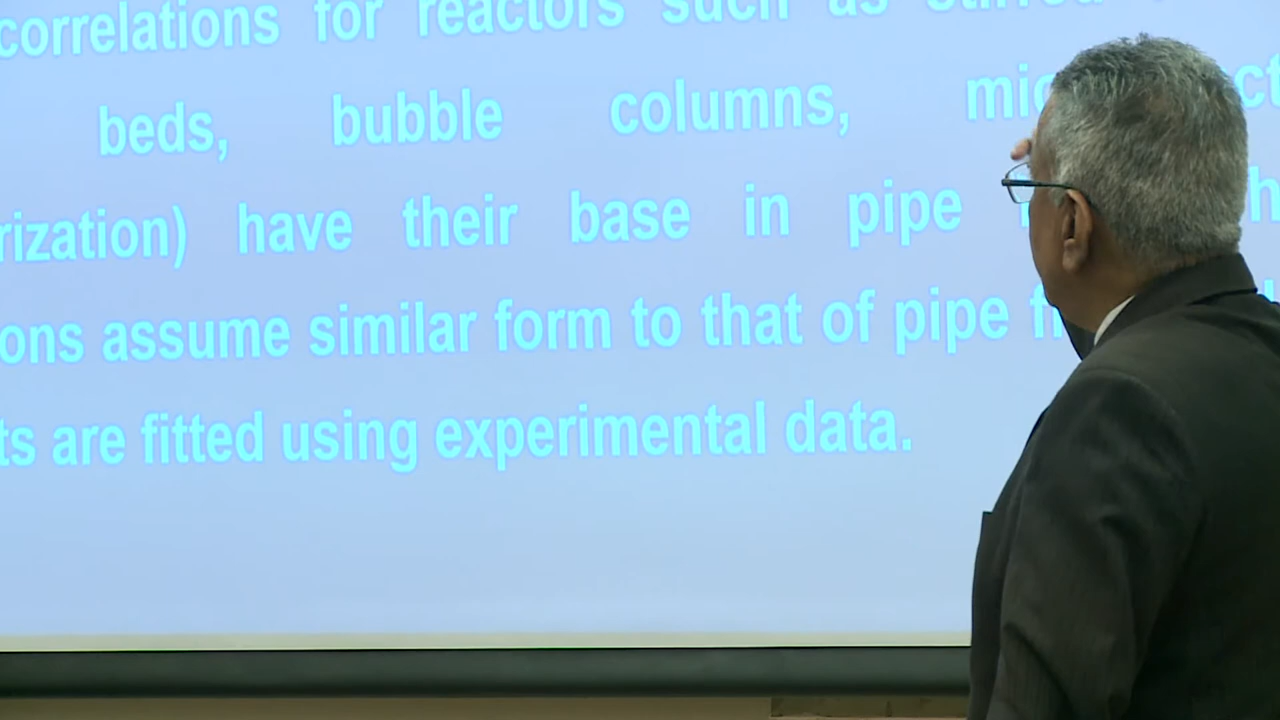 correlations for reactors such as stirred
beds, bubble columns,
rization) have their base in pipe
ons assume similar form to that of pipe
ts are fitted using experimental data.